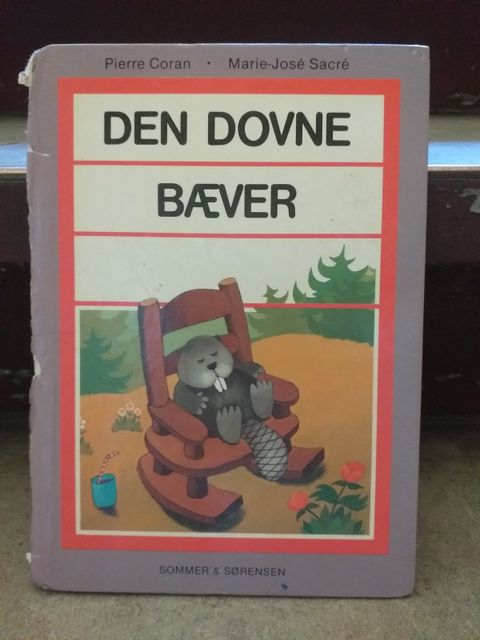 Pierre Coran · Marie-José Sacré
DEN DOVNE
BÆVER
SOMMER & SØRENSEN